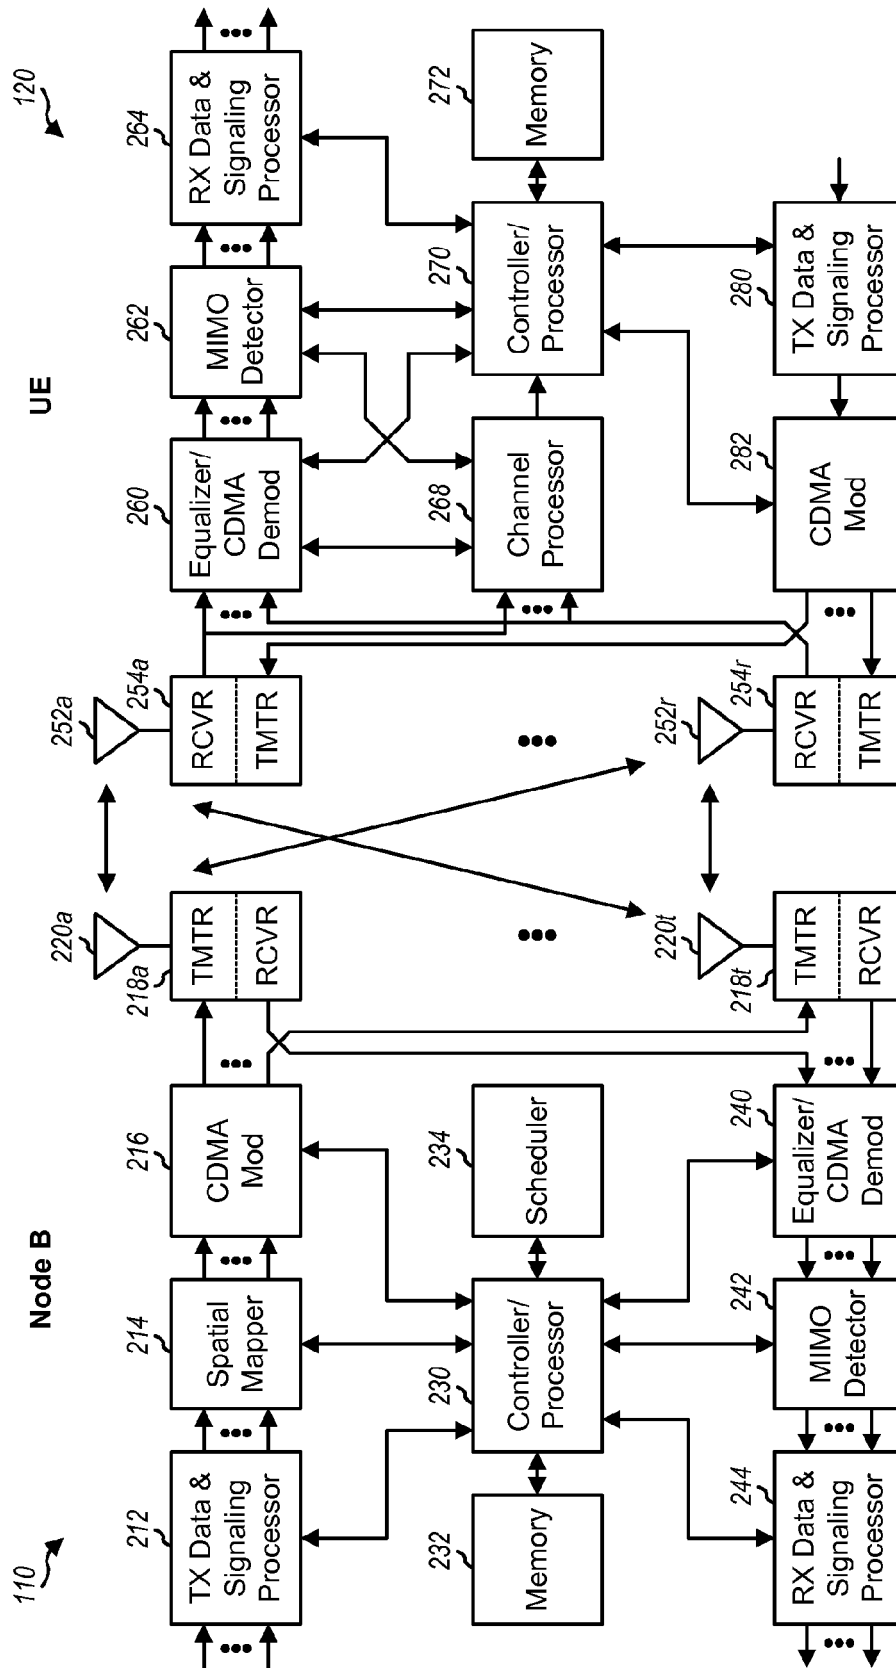 110
Node B
UE
120
212
TX Data &
Signaling
Processor
214
Spatial
Mapper
216
CDMA
Mod
218a
TMTR
RCVR
220a
252a
254a
RCVR
TMTR
260
Equalizer/
CDMA
Demod
262
MIMO
Detector
264
RX Data &
Signaling
Processor
232
Memory
230
Controller/
Processor
234
Scheduler
268
Channel
Processor
270
Controller/
Processor
272
Memory
244
RX Data &
Signaling
Processor
242
MIMO
Detector
240
Equalizer/
CDMA
Demod
218t
TMTR
RCVR
220t
252r
254r
RCVR
TMTR
282
CDMA
Mod
280
TX Data &
Signaling
Processor